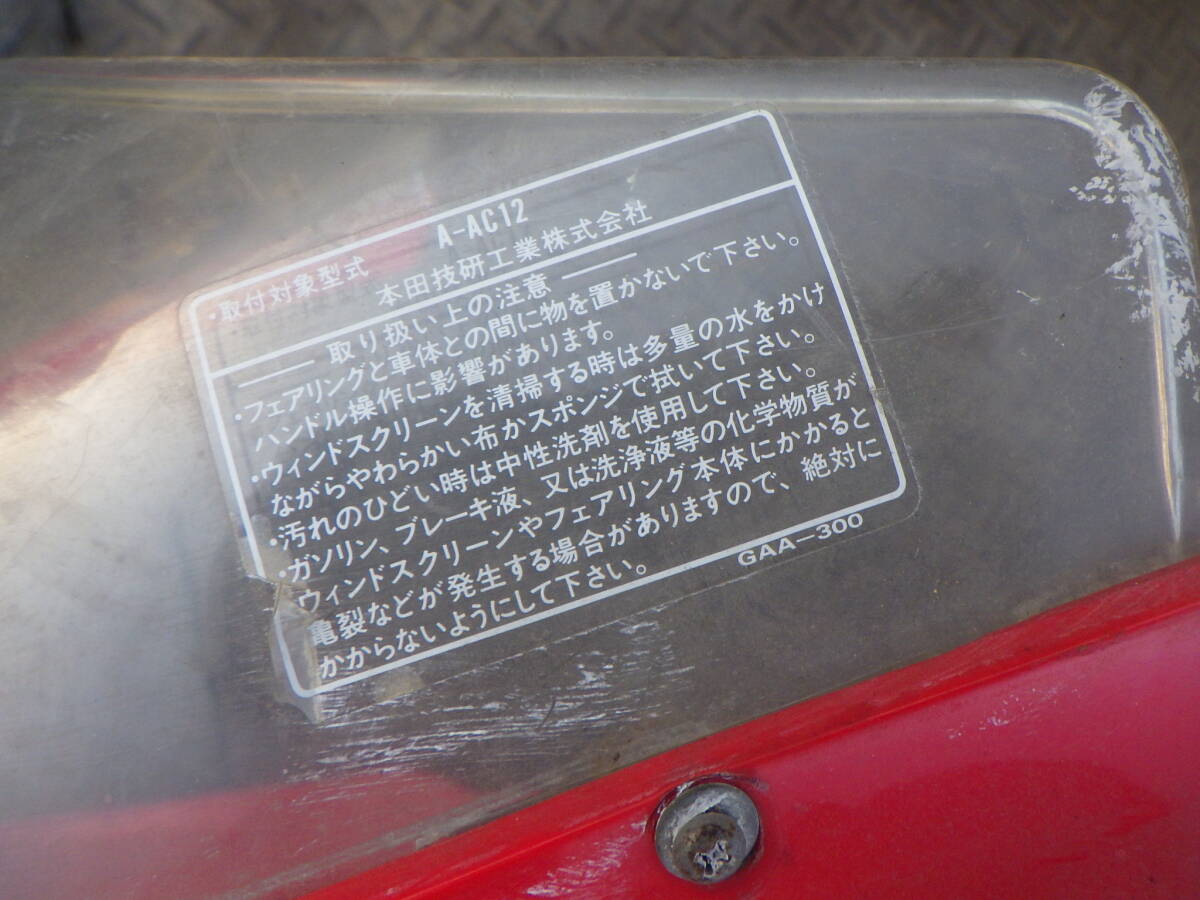 ・取付対象型式 A-AC12
本田技研工業株式会社
取り扱い上の注意
・フェアリングと車体との間に物を置かないで下さい。
ハンドル操作に影響があります。
・ウィンドスクリーンを清掃する時は多量の水をかけ
ながらやわらかい布かスポンジで拭いて下さい。
・汚れのひどい時は中性洗剤を使用して下さい。
・ガソリン、ブレーキ液、又は洗浄液等の化学物質が
ウィンドスクリーンやフェアリング本体にかかると
亀裂などが発生する場合がありますので、絶対に
かからないようにして下さい。
GAA-300